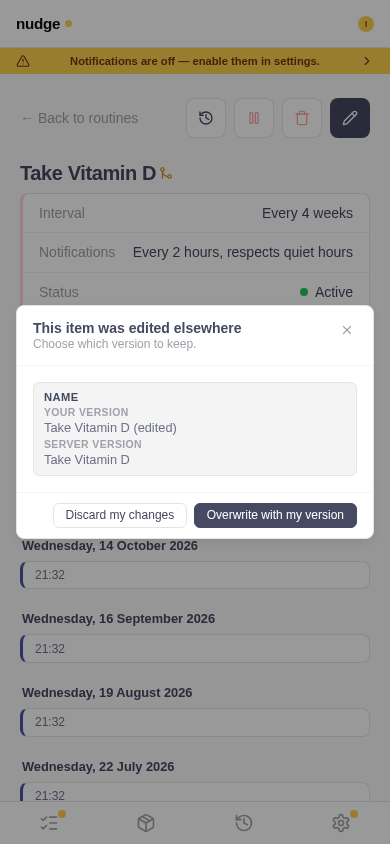 nudge
!
Notifications are off — enable them in settings.
← Back to routines
Take Vitamin D
Interval Every 4 weeks
Notifications Every 2 hours, respects quiet hours
Status Active
This item was edited elsewhere
Choose which version to keep.
NAME
YOUR VERSION
Take Vitamin D (edited)
SERVER VERSION
Take Vitamin D
Discard my changes Overwrite with my version
Wednesday, 14 October 2026
21:32
Wednesday, 16 September 2026
21:32
Wednesday, 19 August 2026
21:32
Wednesday, 22 July 2026
21:32